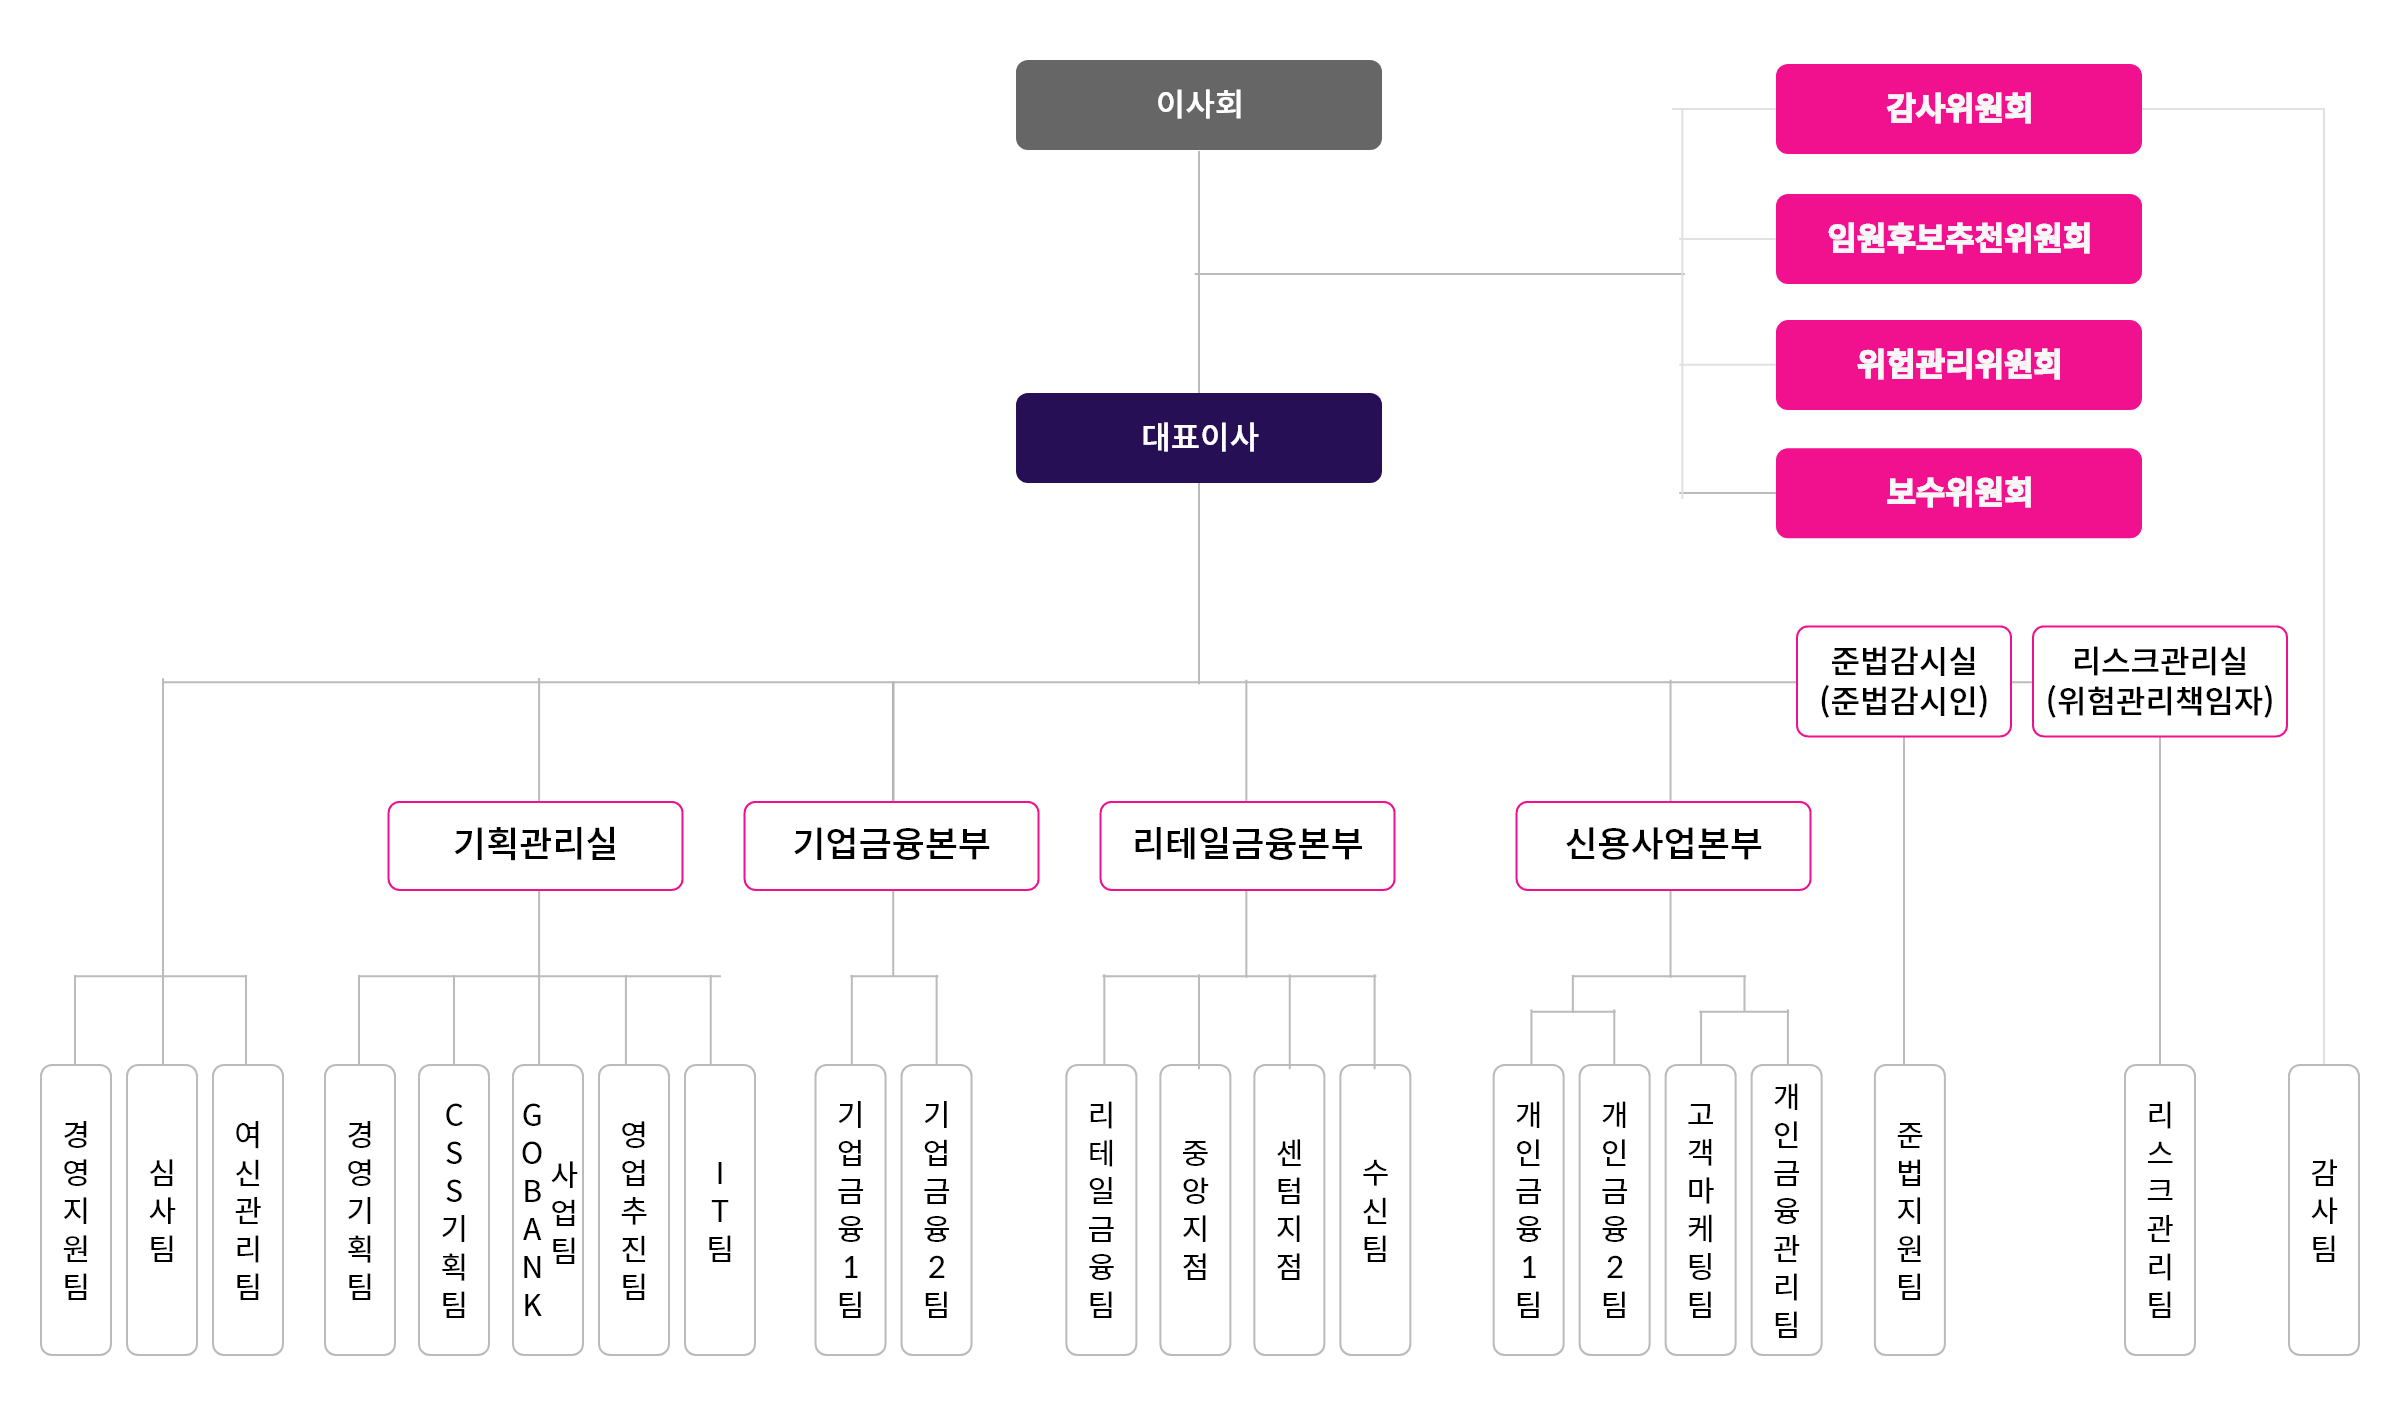 이사회
감사위원회
임원후보추천위원회
위험관리위원회
대표이사
보수위원회
준법감시실
(준법감시인)
리스크관리실
(위험관리책임자)
기획관리실
기업금융본부
리테일금융본부
신용사업본부
경영지원팀
심사팀
여신관리팀
경영기획팀
CSS기획팀
GOBANK
사업팀
영업추진팀
IT팀
기업금융1팀
기업금융2팀
리테일금융팀
중앙지점
센텀지점
수신팀
개인금융1팀
개인금융2팀
고객마케팅팀
개인금융관리팀
준법지원팀
리스크관리팀
감사팀